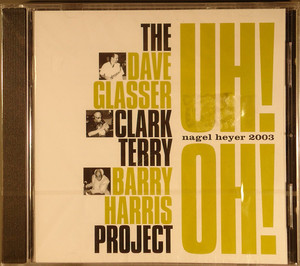 THE
DAVE
GLASSER
CLARK
TERRY
BARRY
HARRIS
PROJECT
UH!
nagel heyer 2003
OH!